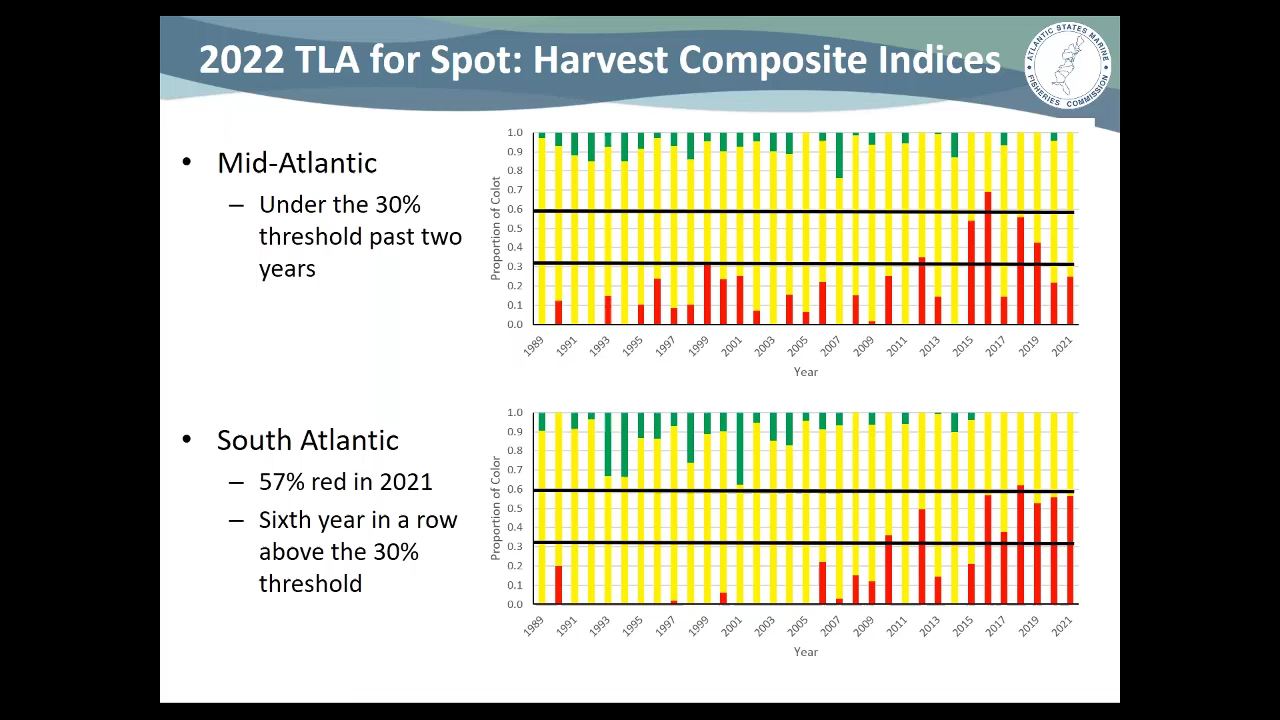 2022 TLA for Spot: Harvest Composite Indices
ATLANTIC STATES MARINE
FISHERIES COMMISSION
• Mid-Atlantic
– Under the 30%
threshold past two
years
Proportion of Colot
1.0
0.9
0.8
0.7
0.6
0.5
0.4
0.3
0.2
0.1
0.0
1989 1991 1993 1995 1997 1999 2001 2003 2005 2007 2009 2011 2013 2015 2017 2019 2021
Year
• South Atlantic
– 57% red in 2021
– Sixth year in a row
above the 30%
threshold
Proportion of Color
1.0
0.9
0.8
0.7
0.6
0.5
0.4
0.3
0.2
0.1
0.0
1989 1991 1993 1995 1997 1999 2001 2003 2005 2007 2009 2011 2013 2015 2017 2019 2021
Year